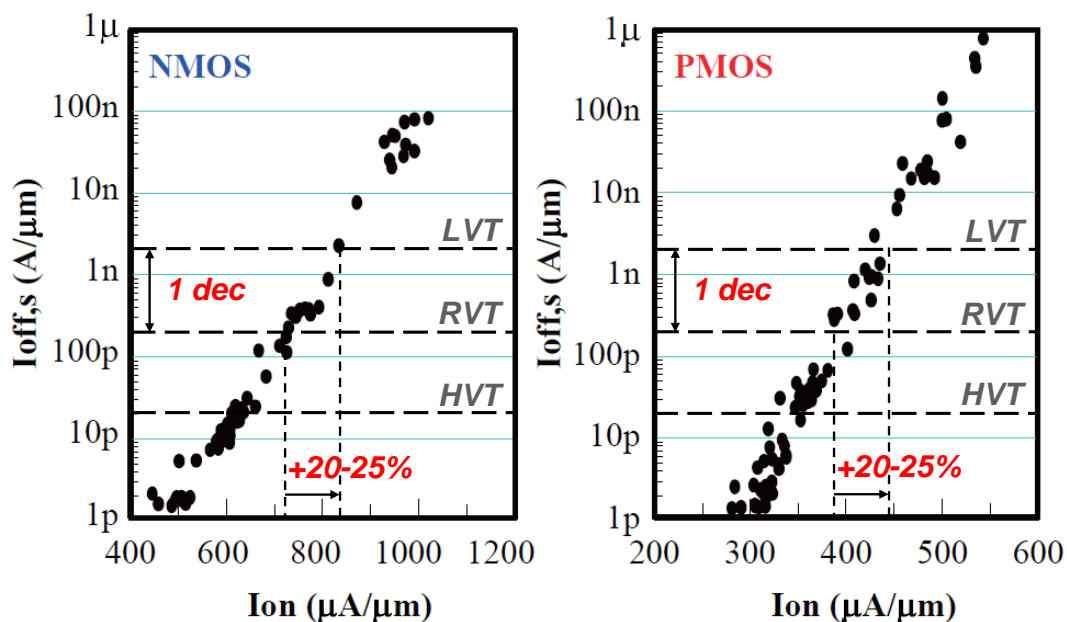 NMOS
Ioff,s (A/μm)
1μ
100n
10n
1n
100p
10p
1p
LVT
1 dec
RVT
HVT
+20-25%
400
600
800
1000
1200
Ion (μA/μm)
PMOS
Ioff,s (A/μm)
1μ
100n
10n
1n
100p
10p
1p
LVT
1 dec
RVT
HVT
+20-25%
200
300
400
500
600
Ion (μA/μm)